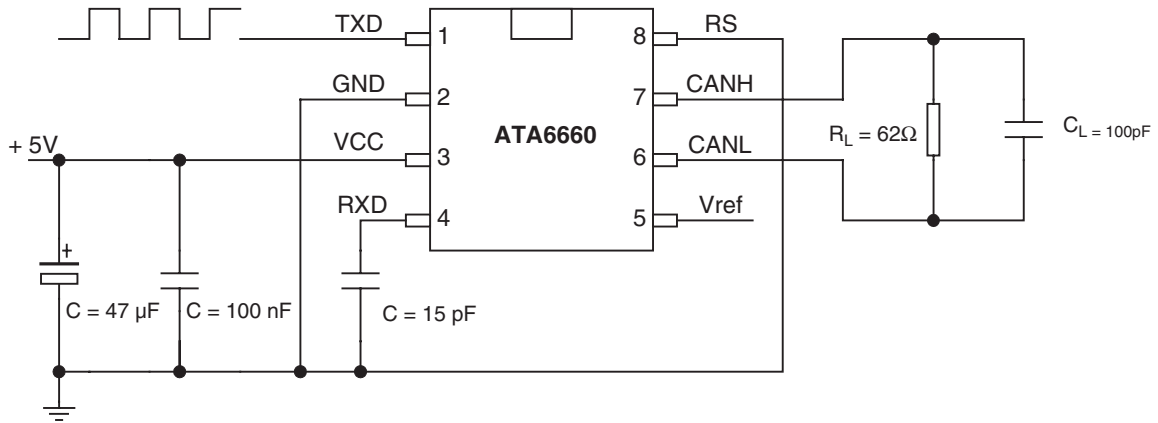 TXD
1
8
RS
GND
2
7
CANH
ATA6660
+ 5V
VCC
3
6
CANL
RXD
4
5
Vref
R_L = 62Ω
C_L = 100pF
+
C = 47 µF
C = 100 nF
C = 15 pF